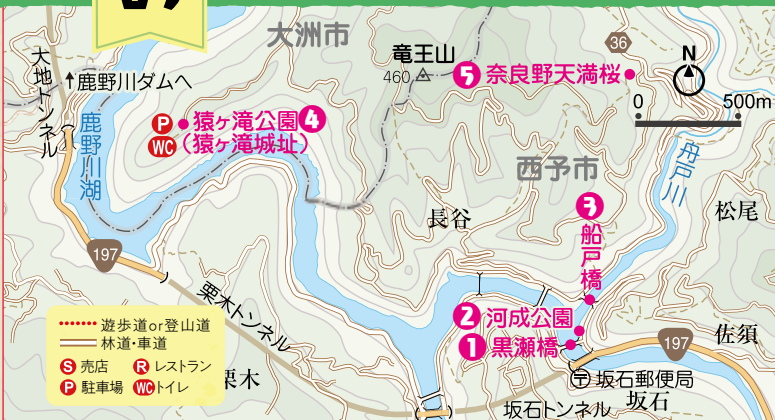 大洲市
竜王山
460
36
❺ 奈良野天満桜
N
0 500m
大地トンネル
↑鹿野川ダムへ
鹿野川湖
P
猿ヶ滝公園❹
WC
(猿ヶ滝城址)
西予市
舟戸川
❸
船戸橋
長谷
松尾
197
栗木トンネル
❷ 河成公園
❶ 黒瀬橋
197
佐須
遊歩道or登山道
林道・車道
S 売店 R レストラン
P 駐車場 WC トイレ
栗木
〒坂石郵便局
坂石トンネル
坂石